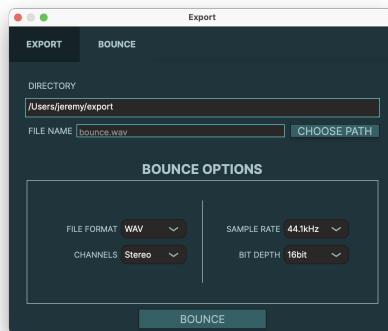 Export
EXPORT BOUNCE
DIRECTORY
/Users/jeremy/export
FILE NAME bounce.wav CHOOSE PATH
BOUNCE OPTIONS
FILE FORMAT WAV SAMPLE RATE 44.1kHz
CHANNELS Stereo BIT DEPTH 16bit
BOUNCE